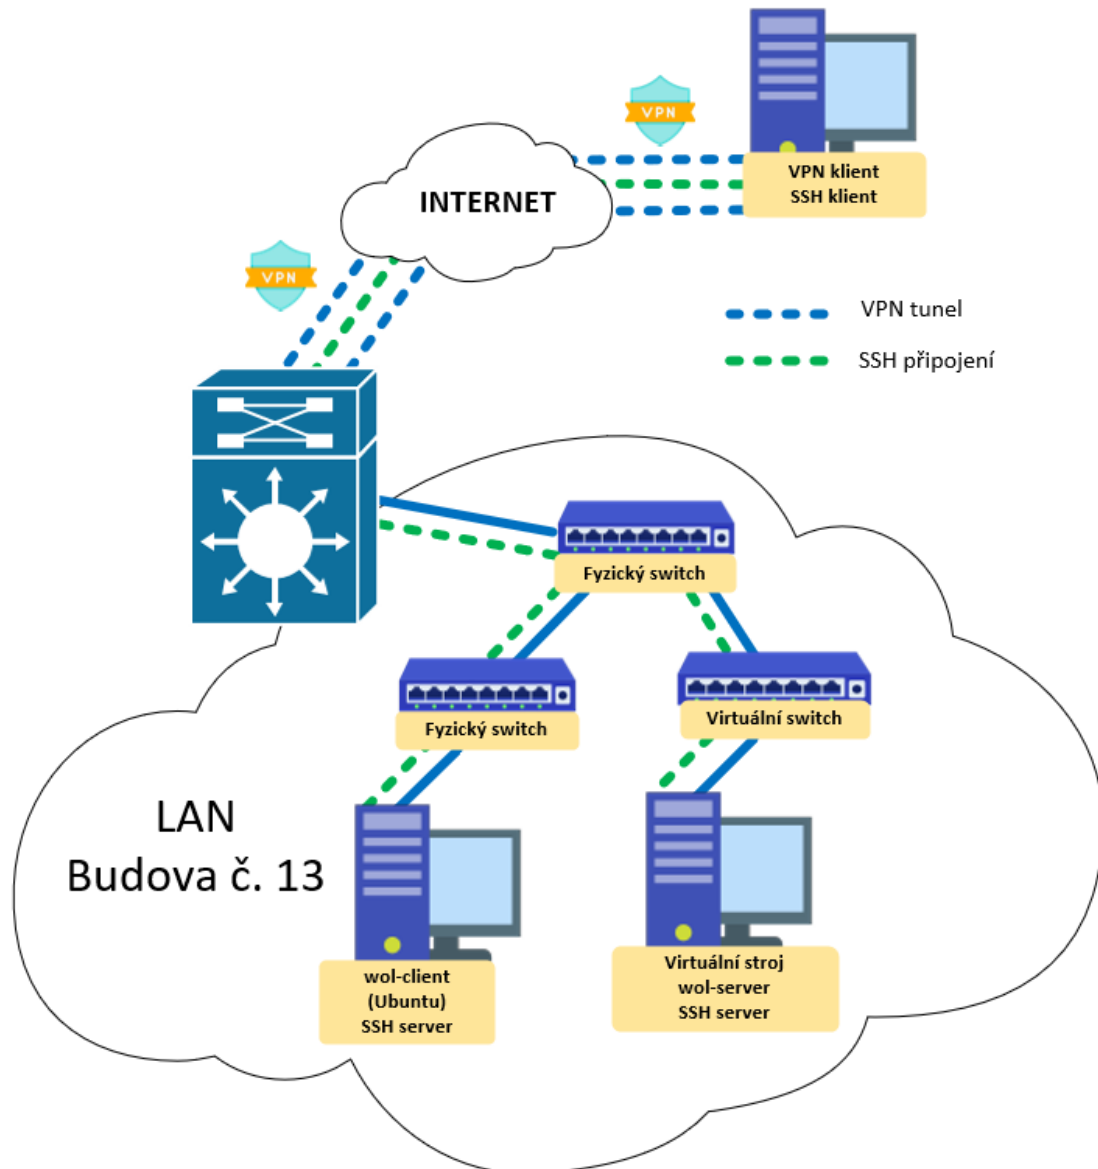 VPN
VPN klient
SSH klient
INTERNET
VPN
VPN tunel
SSH připojení
Fyzický switch
Fyzický switch
Virtuální switch
LAN
Budova č. 13
wol-client
(Ubuntu)
SSH server
Virtuální stroj
wol-server
SSH server